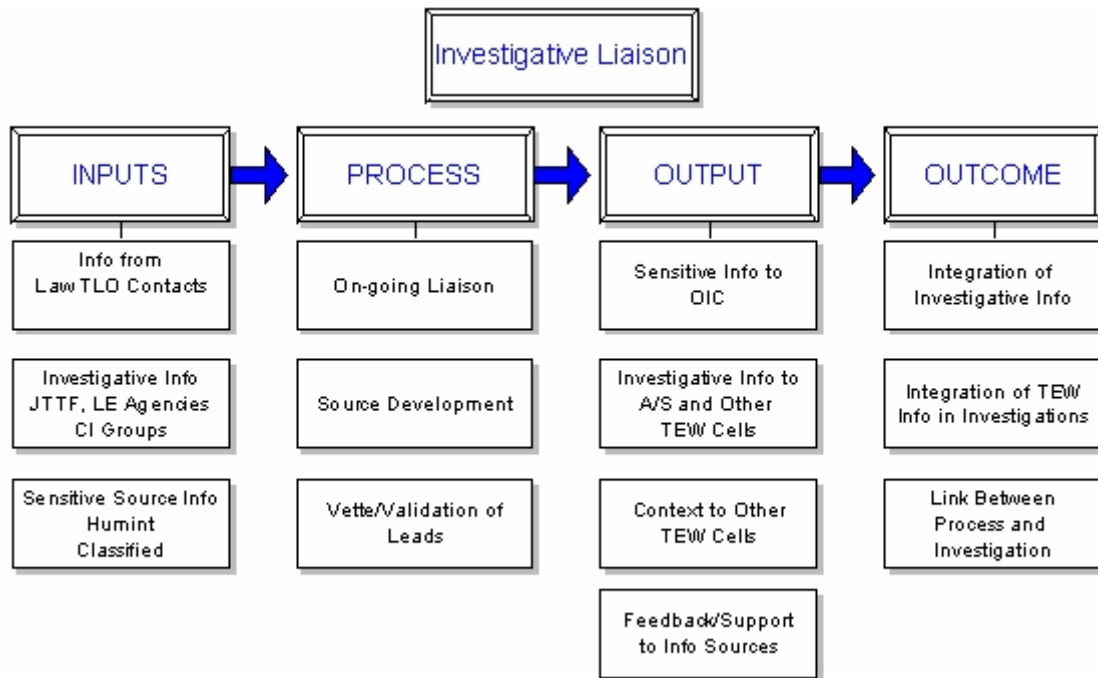 Investigative Liaison
INPUTS
PROCESS
OUTPUT
OUTCOME
Info from
Law TLO Contacts
On-going Liaison
Sensitive Info to
OIC
Integration of
Investigative Info
Investigative Info
JTTF, LE Agencies
CI Groups
Source Development
Investigative Info to
A/S and Other
TEW Cells
Integration of TEW
Info in Investigations
Sensitive Source Info
Humint
Classified
Vette/Validation of
Leads
Context to Other
TEW Cells
Link Between
Process and
Investigation
Feedback/Support
to Info Sources